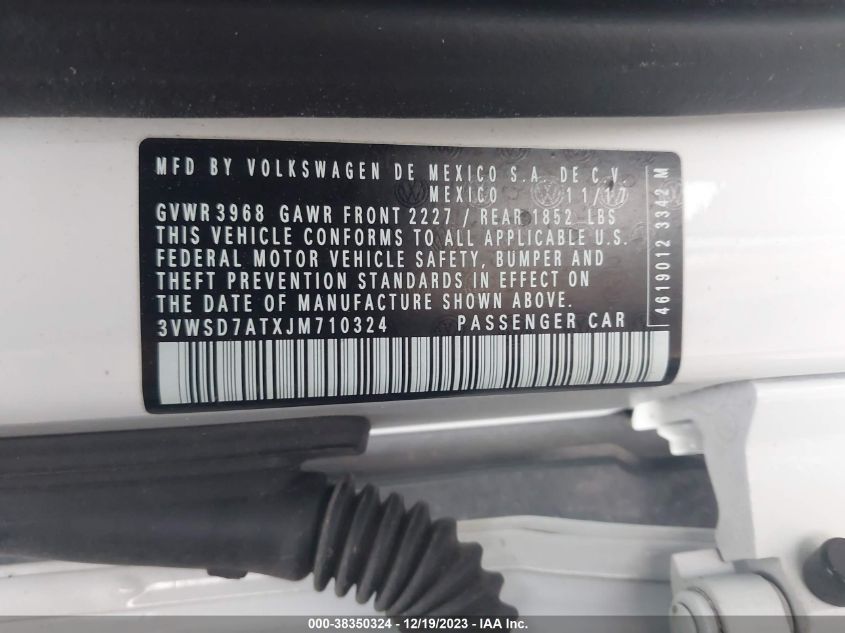 MFD BY VOLKSWAGEN DE MEXICO S.A. DE C.V.
MEXICO 11/17
GVWR 3968 GAWR FRONT 2227 / REAR 1852 LBS
THIS VEHICLE CONFORMS TO ALL APPLICABLE U.S.
FEDERAL MOTOR VEHICLE SAFETY, BUMPER AND
THEFT PREVENTION STANDARDS IN EFFECT ON
THE DATE OF MANUFACTURE SHOWN ABOVE.
3VWSD7ATXJM710324 PASSENGER CAR
4619012 3342 M
000-38350324 - 12/19/2023 - IAA Inc.